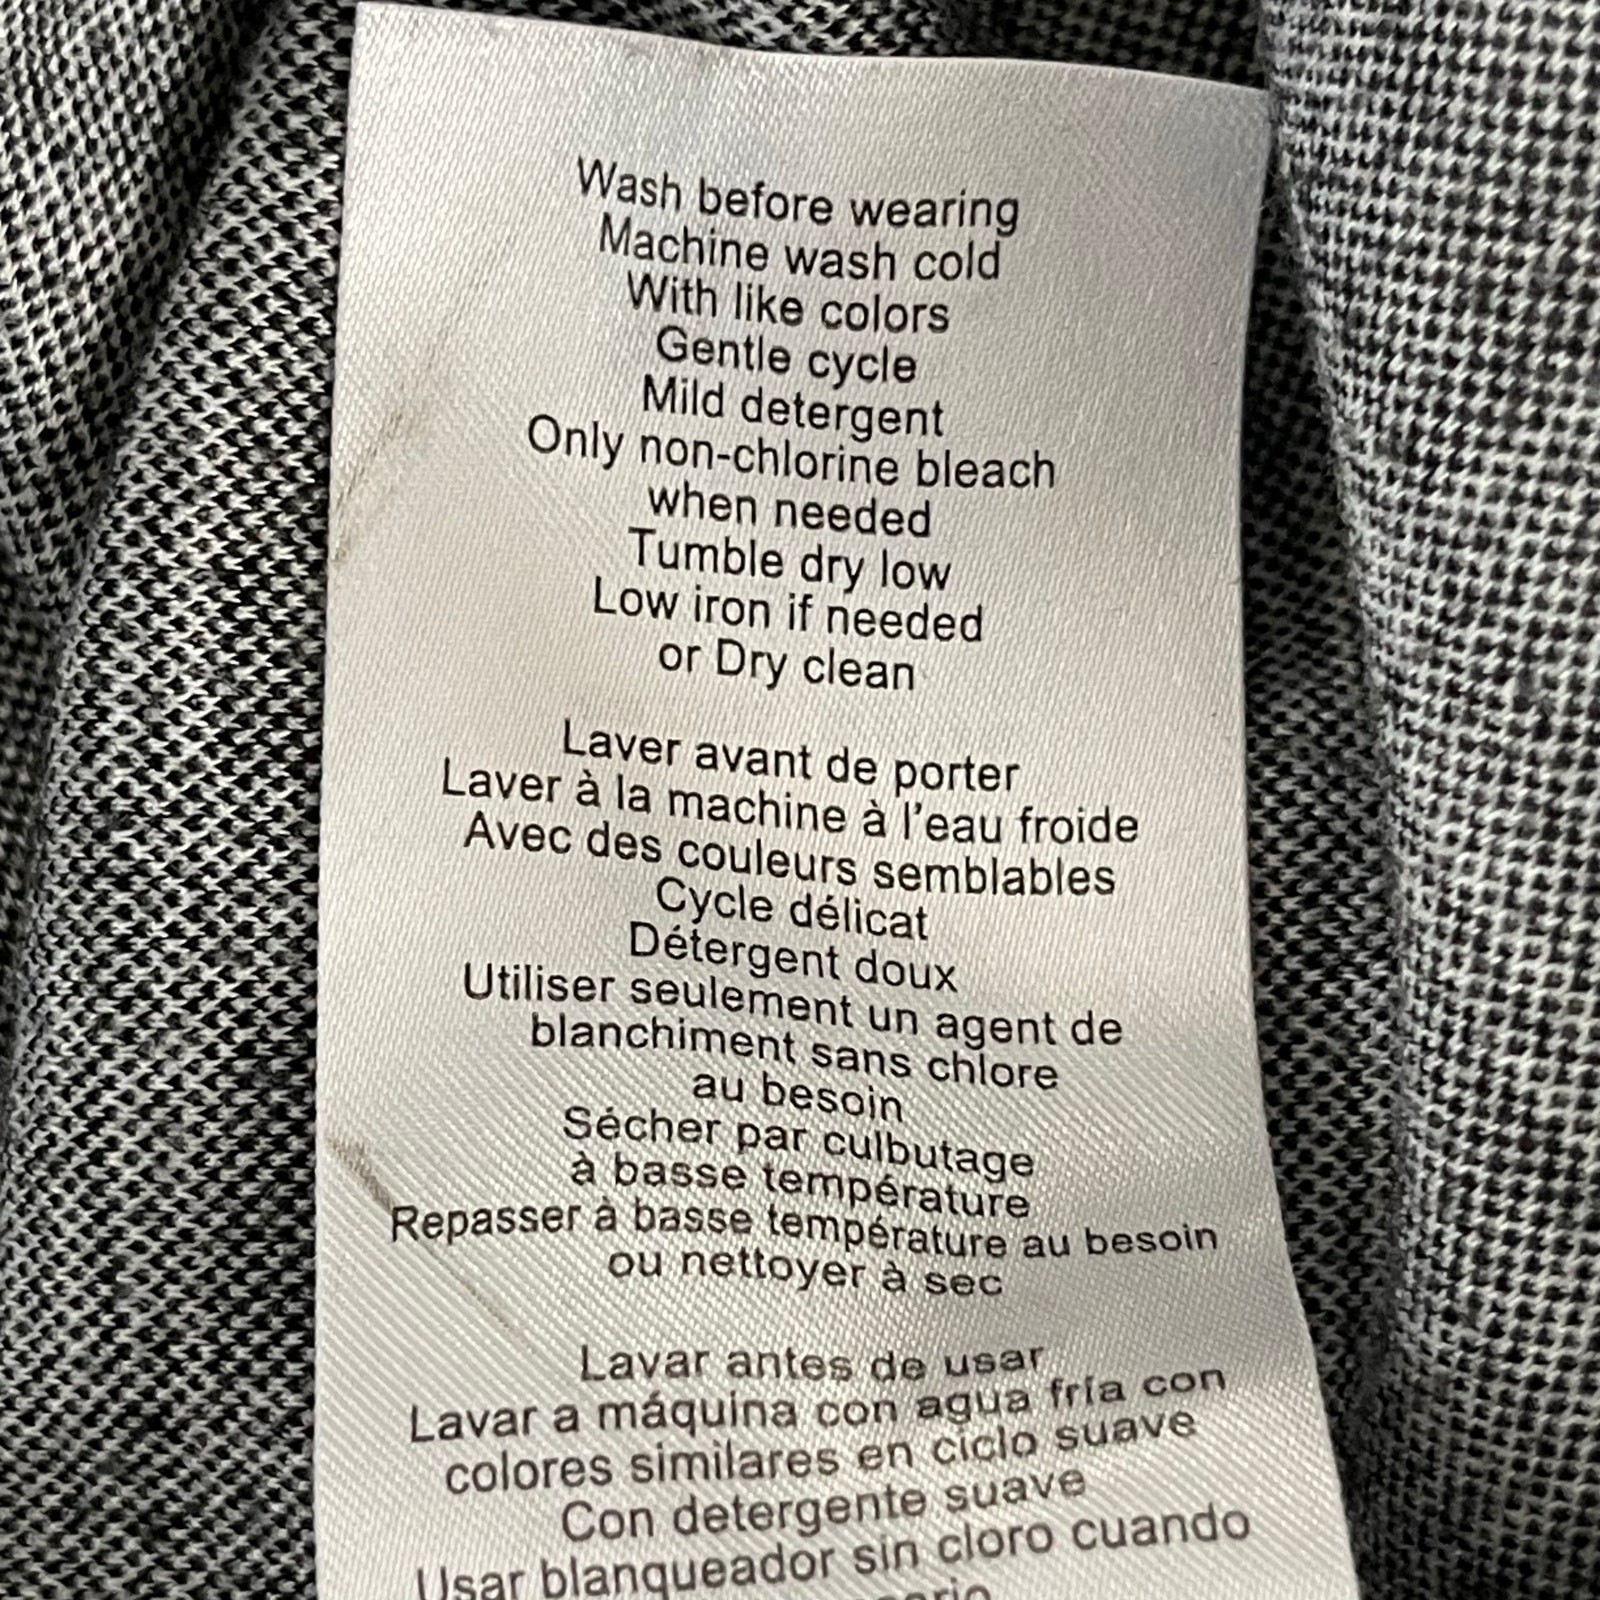 Wash before wearing
Machine wash cold
With like colors
Gentle cycle
Mild detergent
Only non-chlorine bleach
when needed
Tumble dry low
Low iron if needed
or Dry clean
Laver avant de porter
Laver à la machine à l'eau froide
Avec des couleurs semblables
Cycle délicat
Détergent doux
Utiliser seulement un agent de
blanchiment sans chlore
au besoin
Sécher par culbutage
à basse température
Repasser à basse température au besoin
ou nettoyer à sec
Lavar antes de usar
Lavar a máquina con agua fría con
colores similares en ciclo suave
Con detergente suave
Usar blanqueador sin cloro cuando